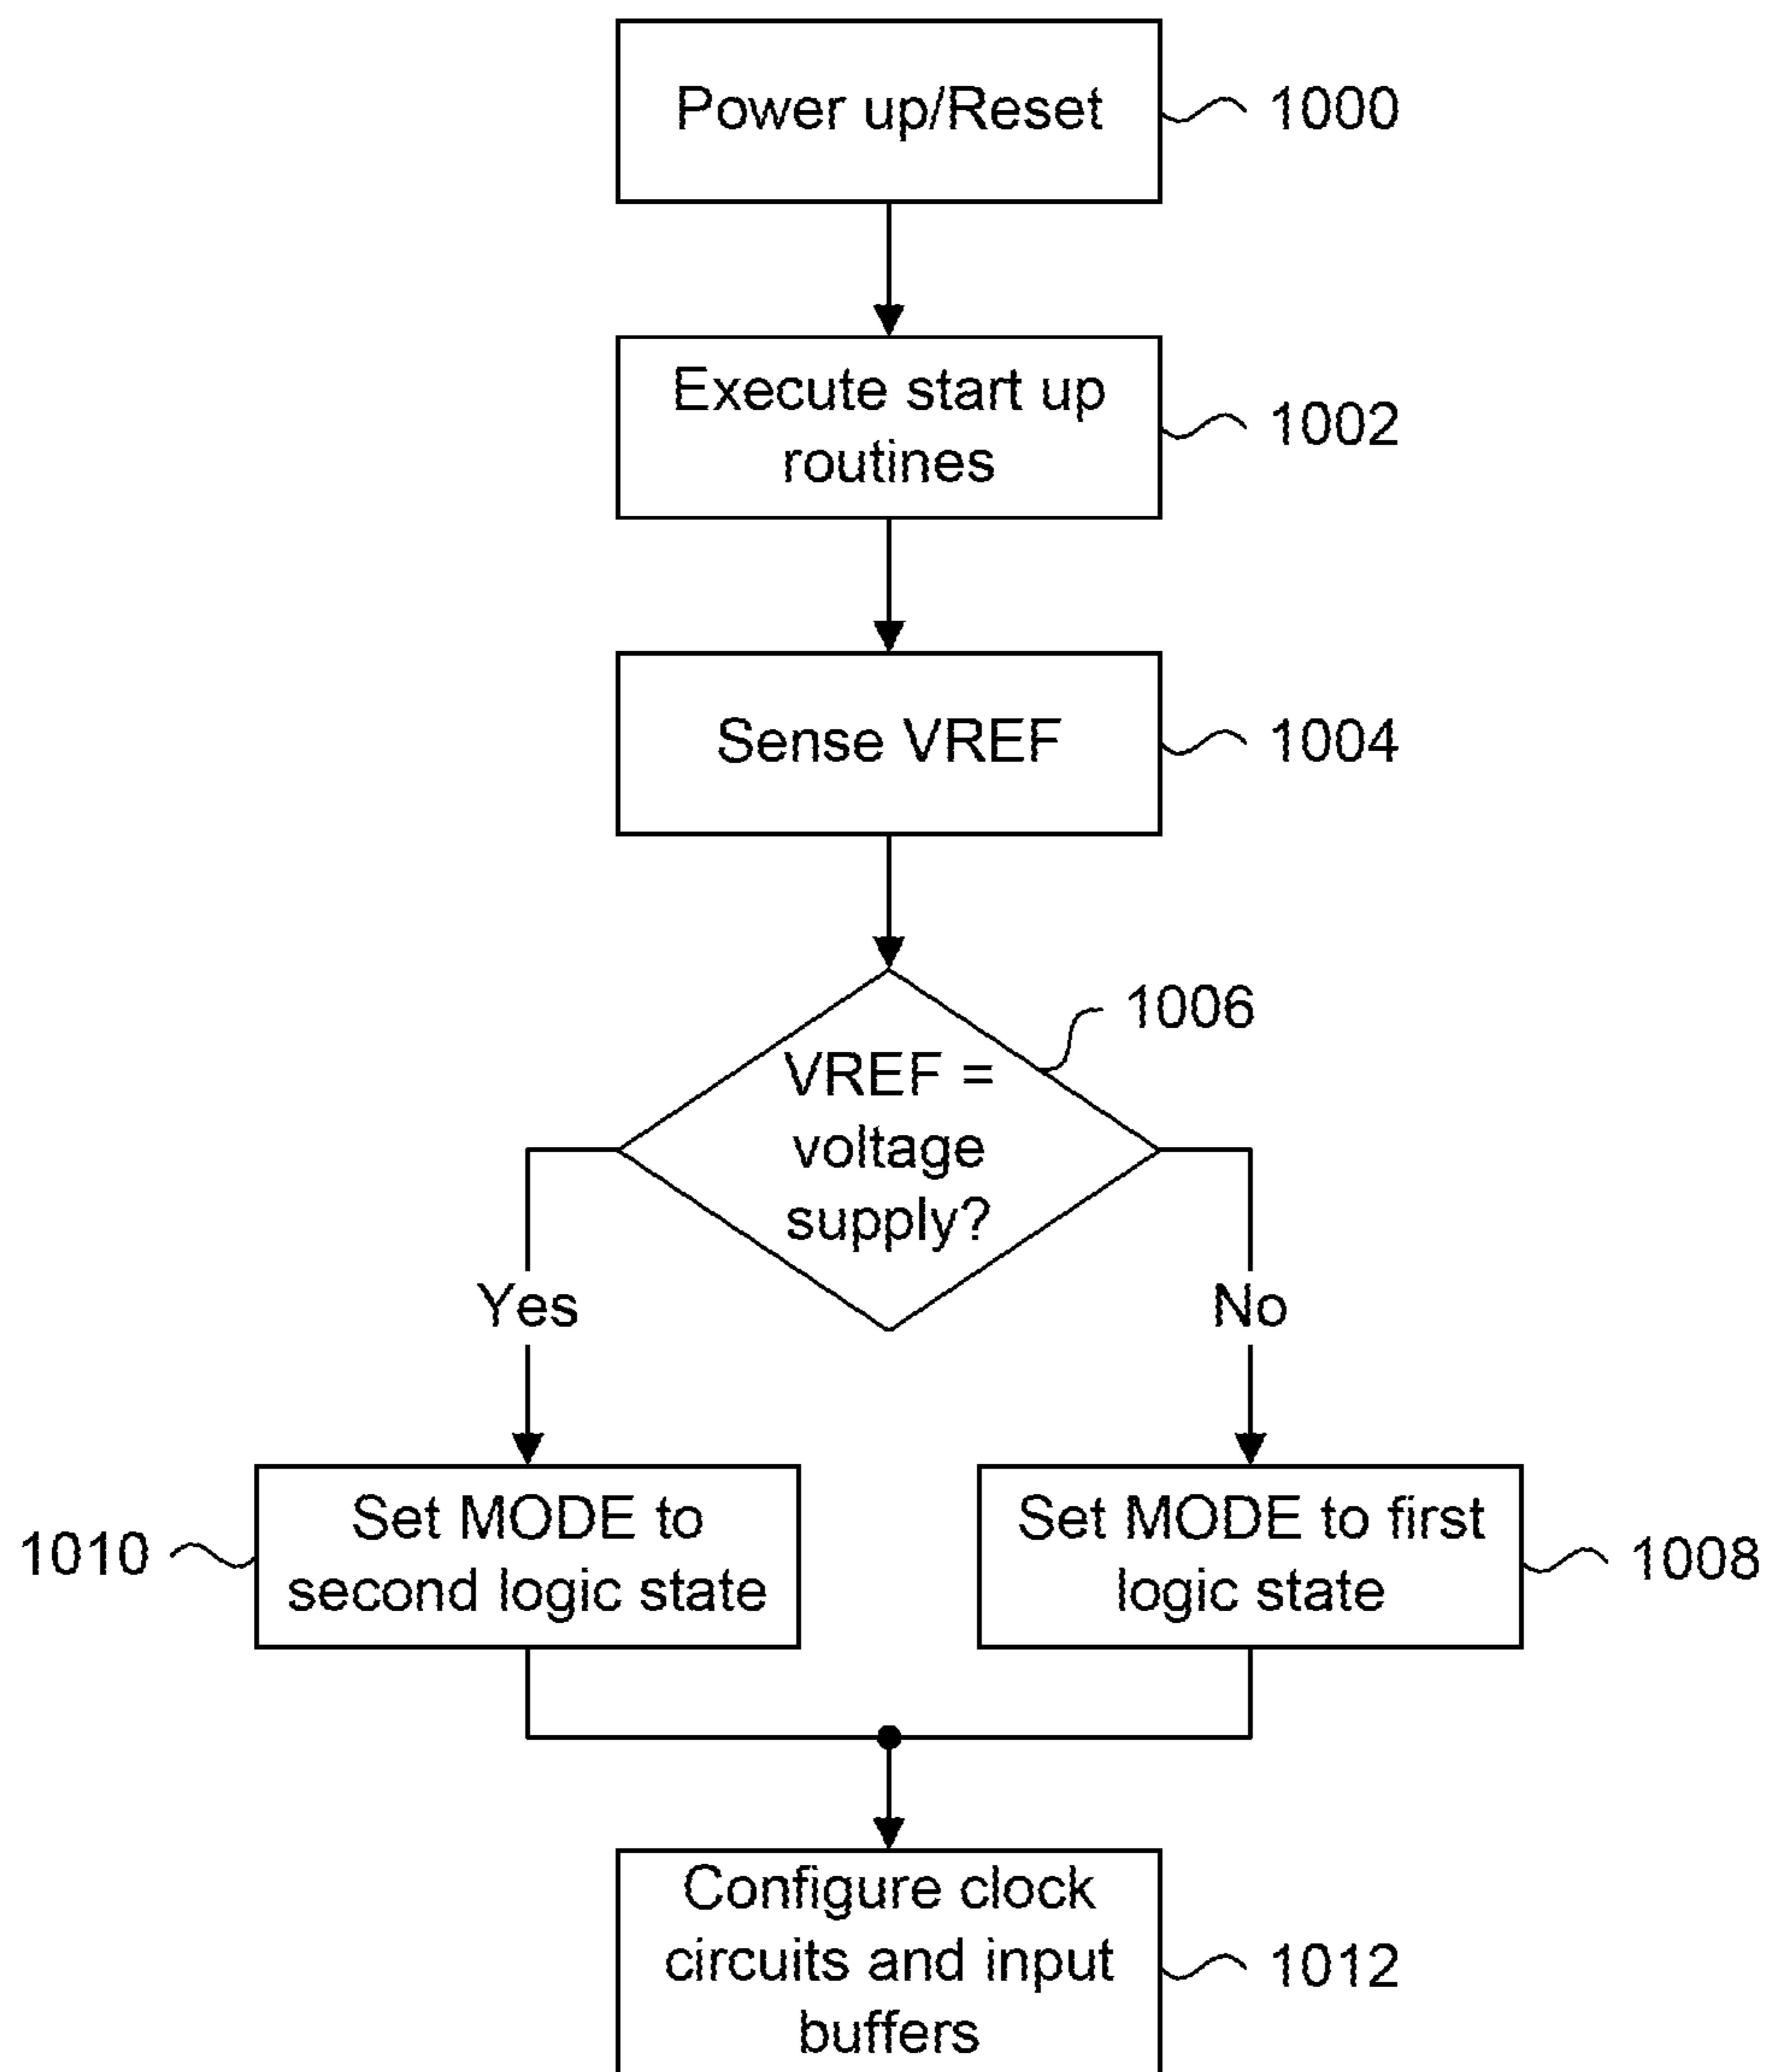 Power up/Reset
1000
Execute start up
routines
1002
Sense VREF
1004
1006
VREF =
voltage
supply?
Yes
No
1010
Set MODE to
second logic state
Set MODE to first
logic state
1008
Configure clock
circuits and input
buffers
1012